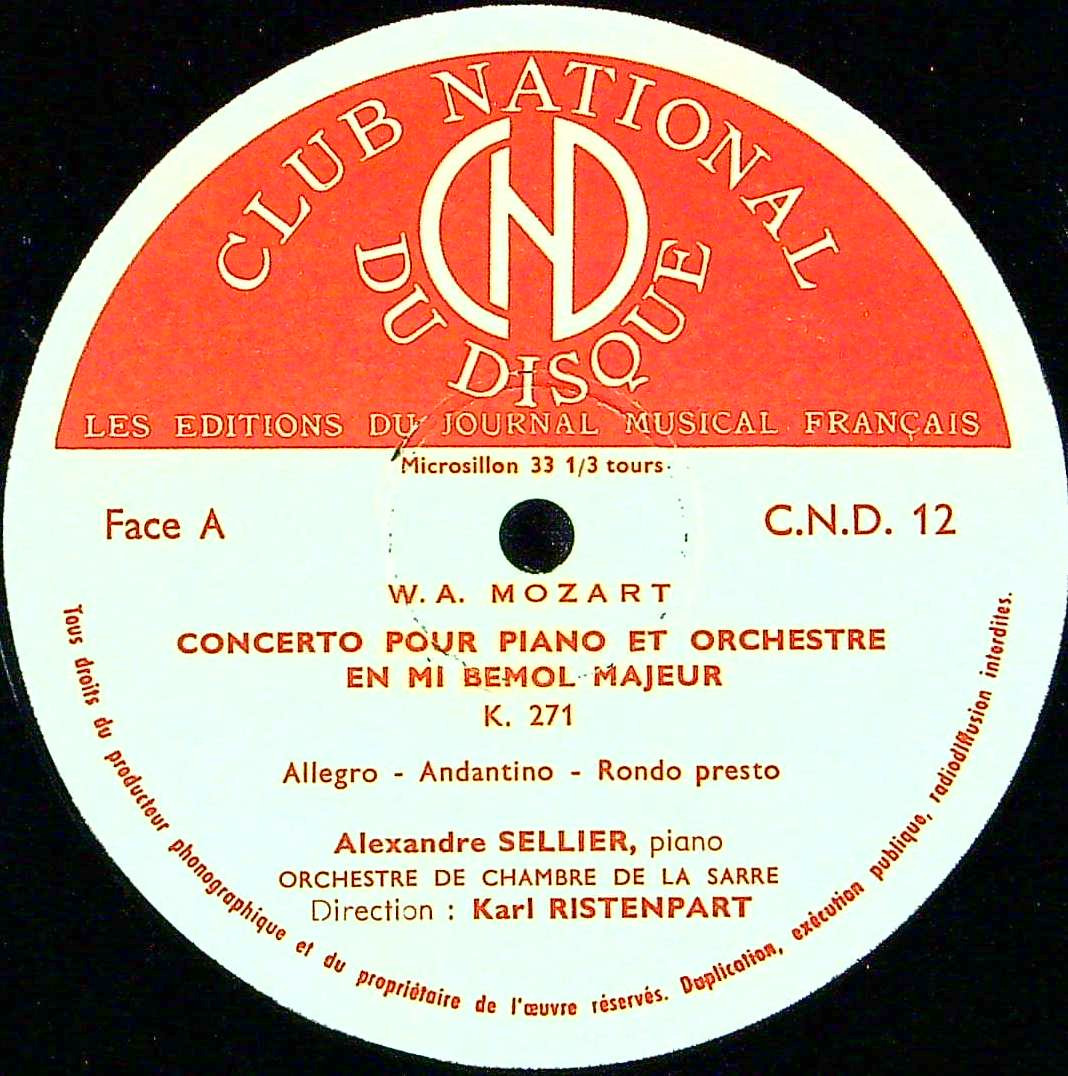 CLUB NATIONAL
CND
DU DISQUE
LES EDITIONS DU JOURNAL MUSICAL FRANÇAIS
Microsillon 33 1/3 tours
Face A
C.N.D. 12
W. A. MOZART
CONCERTO POUR PIANO ET ORCHESTRE
EN MI BEMOL MAJEUR
K. 271
Allegro - Andantino - Rondo presto
Alexandre SELLIER, piano
ORCHESTRE DE CHAMBRE DE LA SARRE
Direction : Karl RISTENPART
Tous droits du producteur phonographique et du propriétaire de l'œuvre réservés. Duplication, exécution publique, radiodiffusion interdites.